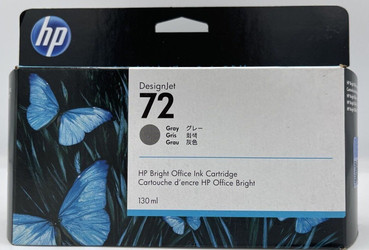 hp
DesignJet
72
Gray グレー
Gris 회색
Grau 灰色
HP Bright Office Ink Cartridge
Cartouche d'encre HP Office Bright
130 ml